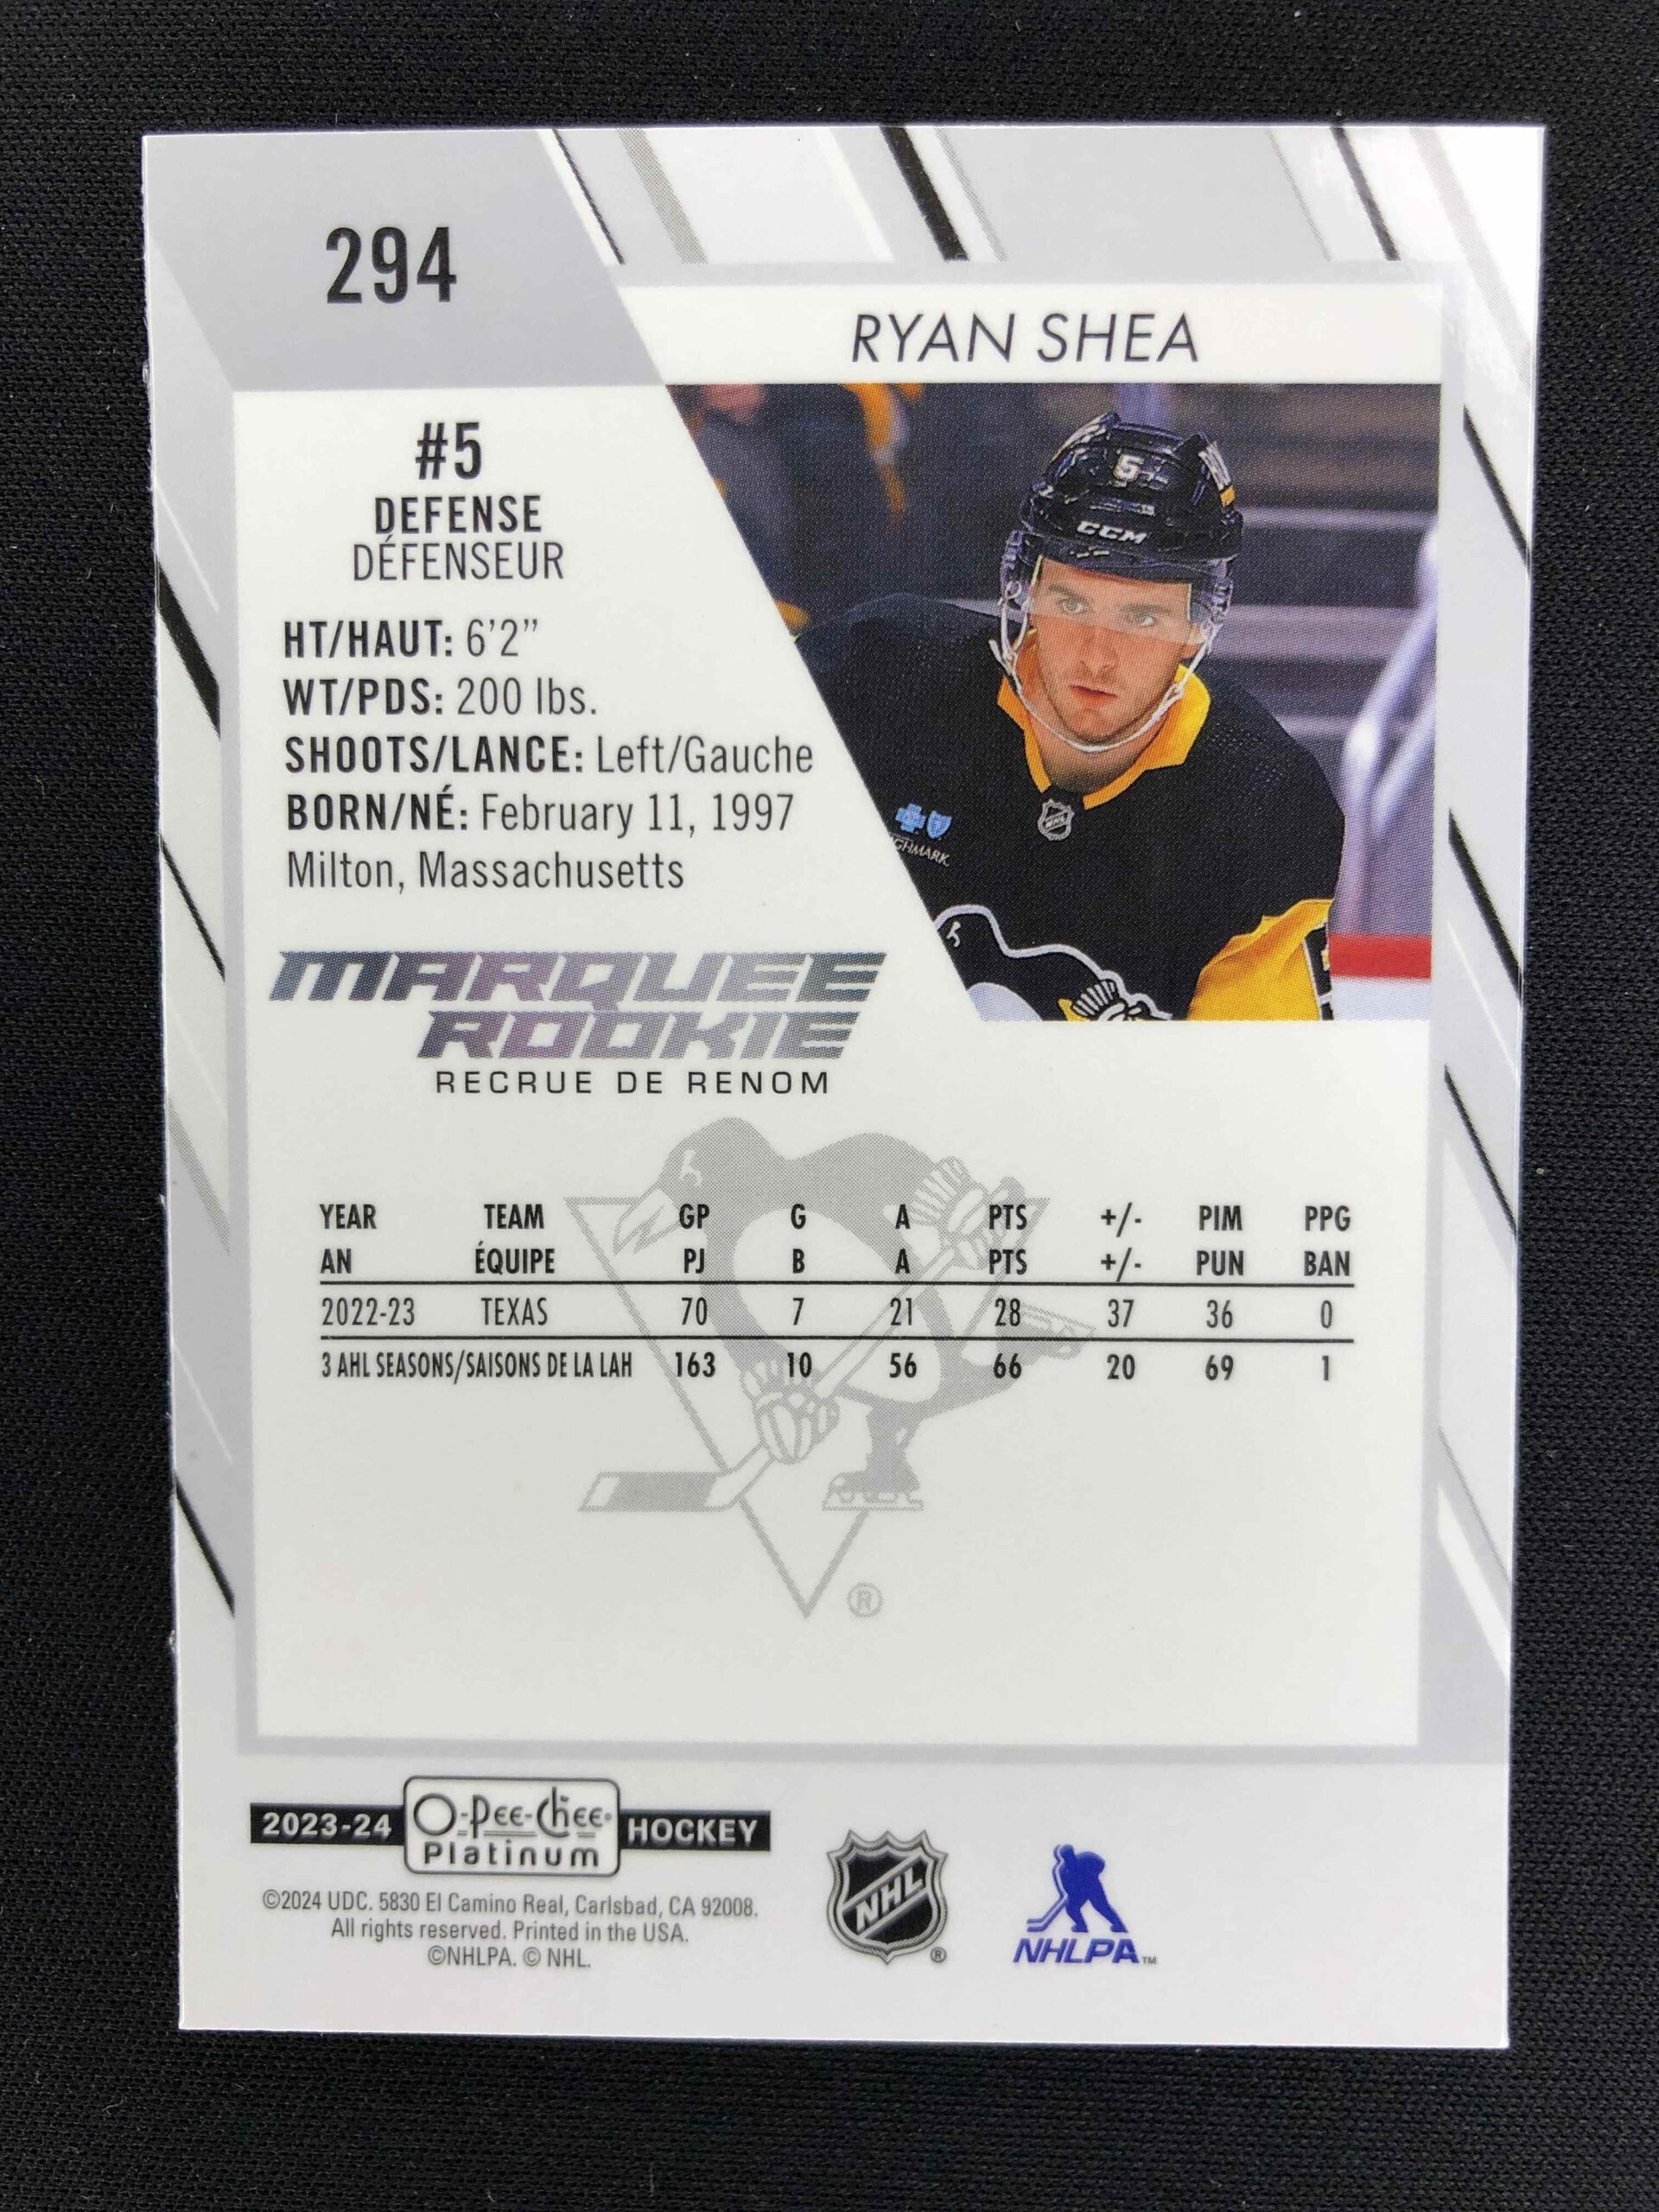 294
RYAN SHEA
#5
DEFENSE
DÉFENSEUR
HT/HAUT: 6'2"
WT/PDS: 200 lbs.
SHOOTS/LANCE: Left/Gauche
BORN/NÉ: February 11, 1997
Milton, Massachusetts
5
CCM
NHL
MARQUEE
ROOKIE
RECRUE DE RENOM
YEAR TEAM GP G A PTS +/- PIM PPG
AN ÉQUIPE PJ B A PTS +/- PUN BAN
2022-23 TEXAS 70 7 21 28 37 36 0
3 AHL SEASONS/SAISONS DE LA LAH 163 10 56 66 20 69 1
®
2023-24 O-Pee-Chee® Platinum HOCKEY
©2024 UDC. 5830 El Camino Real, Carlsbad, CA 92008.
All rights reserved. Printed in the USA.
©NHLPA. © NHL.
NHL ®
NHLPA™